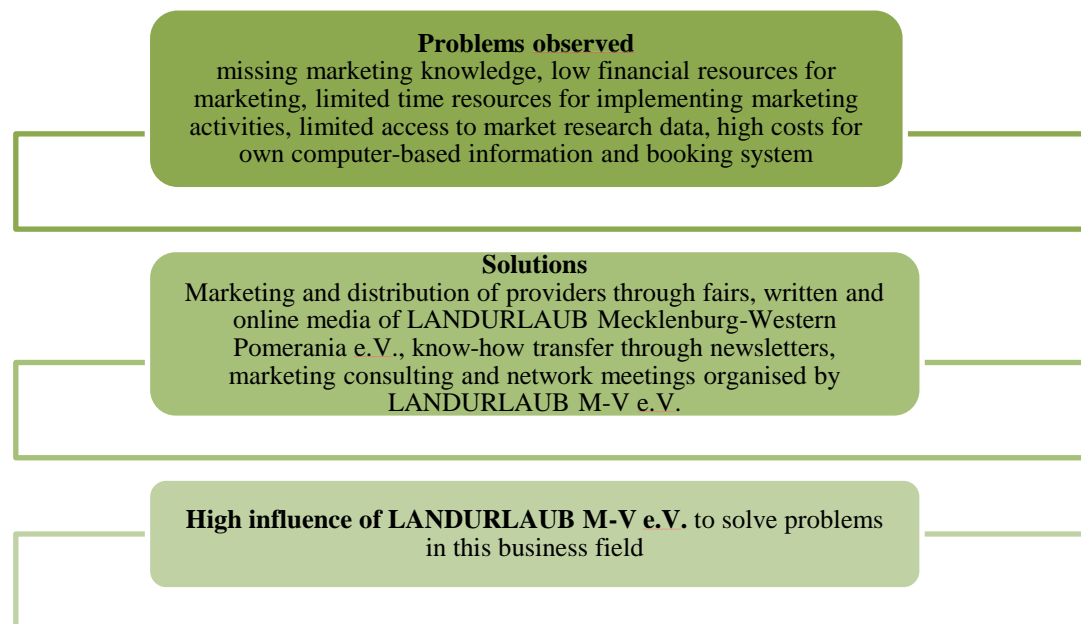 Problems observed
missing marketing knowledge, low financial resources for
marketing, limited time resources for implementing marketing
activities, limited access to market research data, high costs for
own computer-based information and booking system
Solutions
Marketing and distribution of providers through fairs, written and
online media of LANDURLAUB Mecklenburg-Western
Pomerania e.V., know-how transfer through newsletters,
marketing consulting and network meetings organised by
LANDURLAUB M-V e.V.
High influence of LANDURLAUB M-V e.V. to solve problems
in this business field